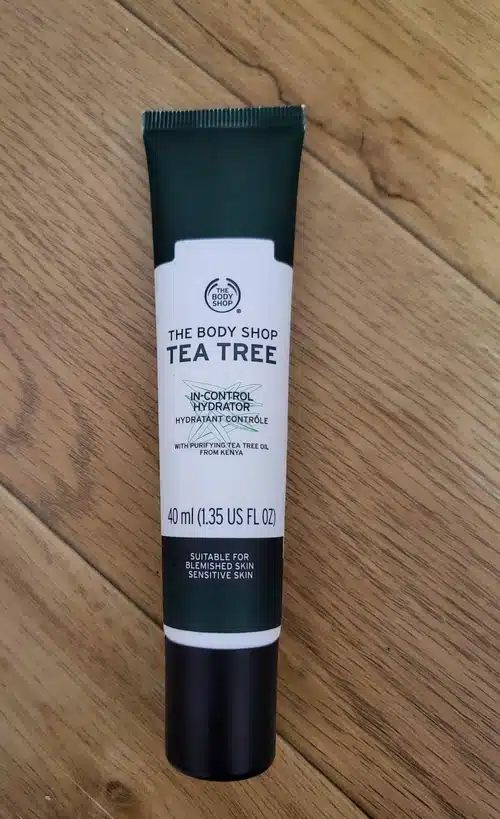 THE
BODY
SHOP
®
THE BODY SHOP
TEA TREE
IN·CONTROL
HYDRATOR
HYDRATANT CONTRÔLE
WITH PURIFYING TEA TREE OIL
FROM KENYA
40 ml (1.35 US FL OZ)
SUITABLE FOR
BLEMISHED SKIN
SENSITIVE SKIN